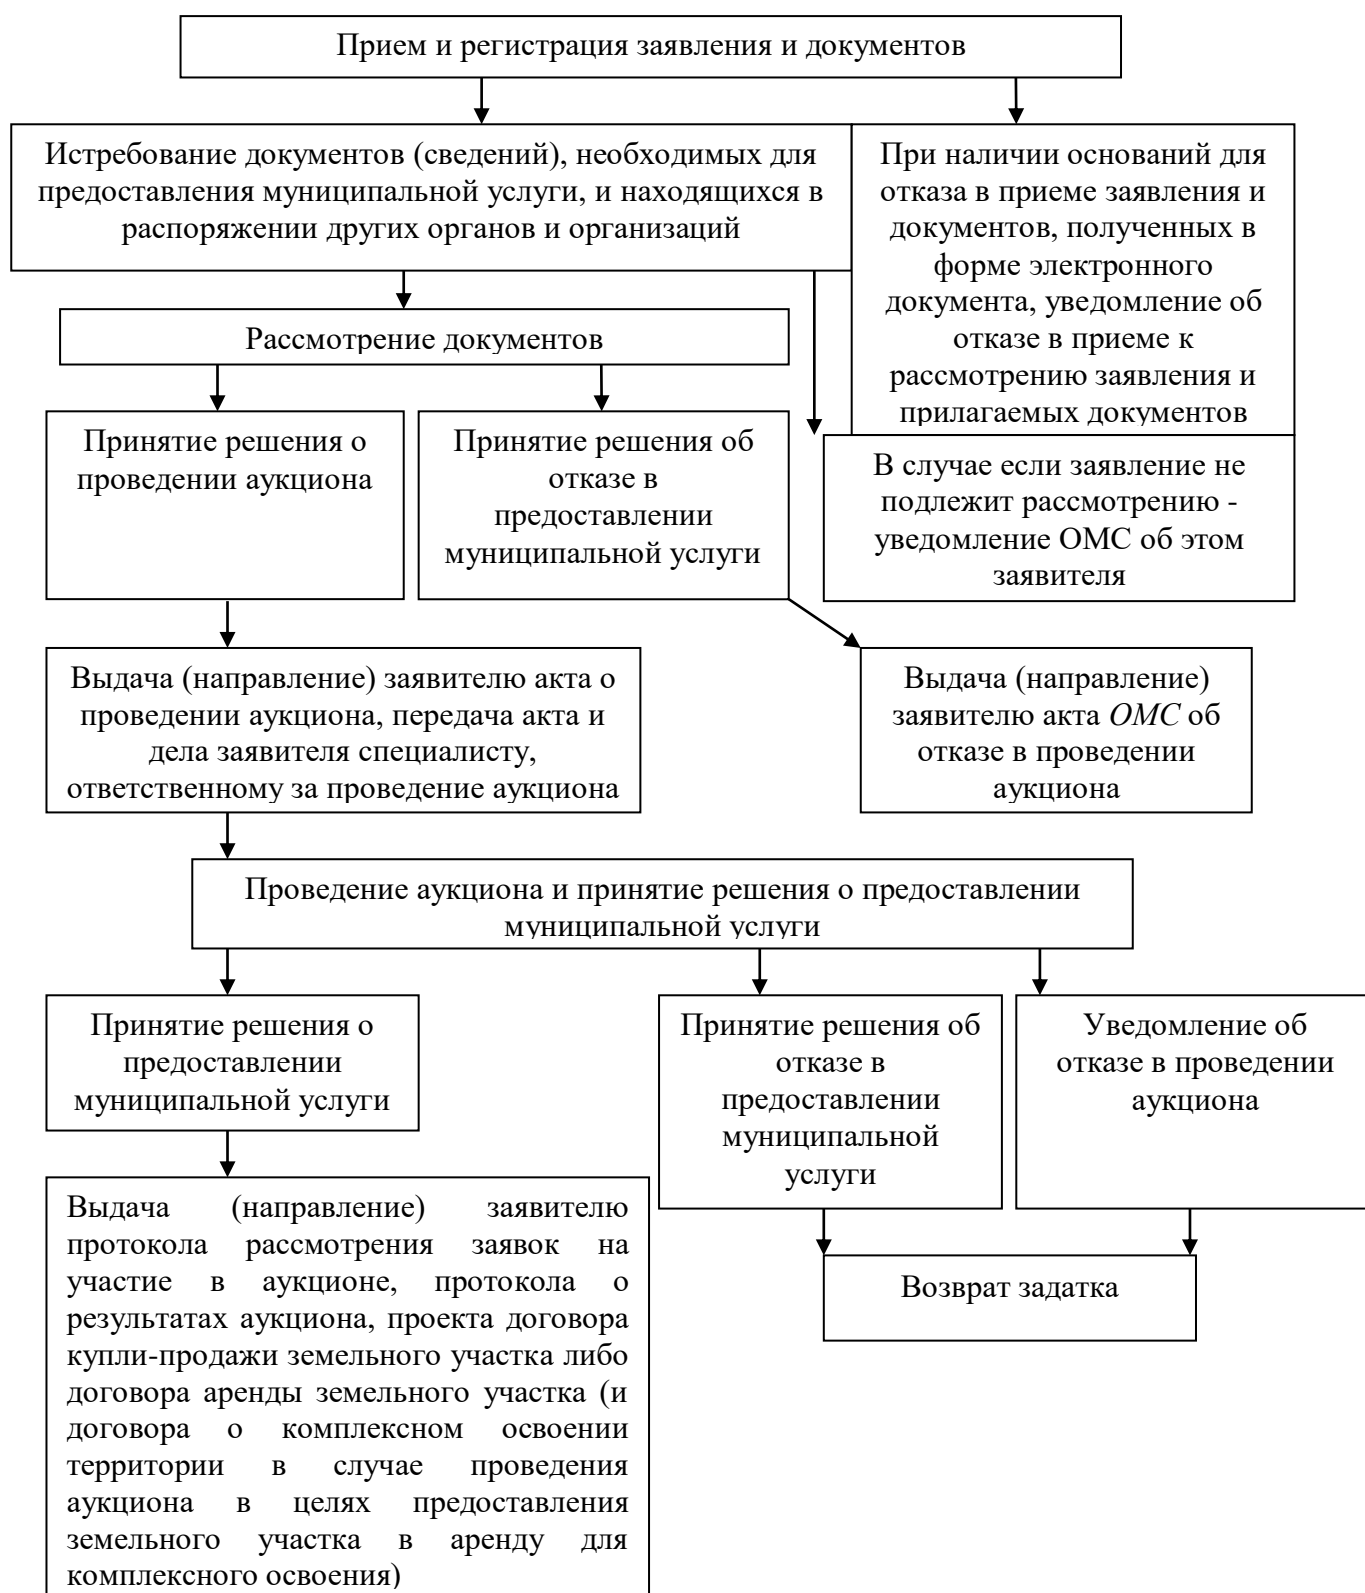 Прием и регистрация заявления и документов
Истребование документов (сведений), необходимых для
предоставления муниципальной услуги, и находящихся в
распоряжении других органов и организаций
При наличии оснований для
отказа в приеме заявления и
документов, полученных в
форме электронного
документа, уведомление об
отказе в приеме к
рассмотрению заявления и
прилагаемых документов
Рассмотрение документов
Принятие решения о
проведении аукциона
Принятие решения об
отказе в
предоставлении
муниципальной услуги
В случае если заявление не
подлежит рассмотрению -
уведомление ОМС об этом
заявителя
Выдача (направление) заявителю акта о
проведении аукциона, передача акта и
дела заявителя специалисту,
ответственному за проведение аукциона
Выдача (направление)
заявителю акта ОМС об
отказе в проведении
аукциона
Проведение аукциона и принятие решения о предоставлении
муниципальной услуги
Принятие решения о
предоставлении
муниципальной услуги
Принятие решения об
отказе в
предоставлении
муниципальной
услуги
Уведомление об
отказе в проведении
аукциона
Выдача (направление) заявителю
протокола рассмотрения заявок на
участие в аукционе, протокола о
результатах аукциона, проекта договора
купли-продажи земельного участка либо
договора аренды земельного участка (и
договора о комплексном освоении
территории в случае проведения
аукциона в целях предоставления
земельного участка в аренду для
комплексного освоения)
Возврат задатка